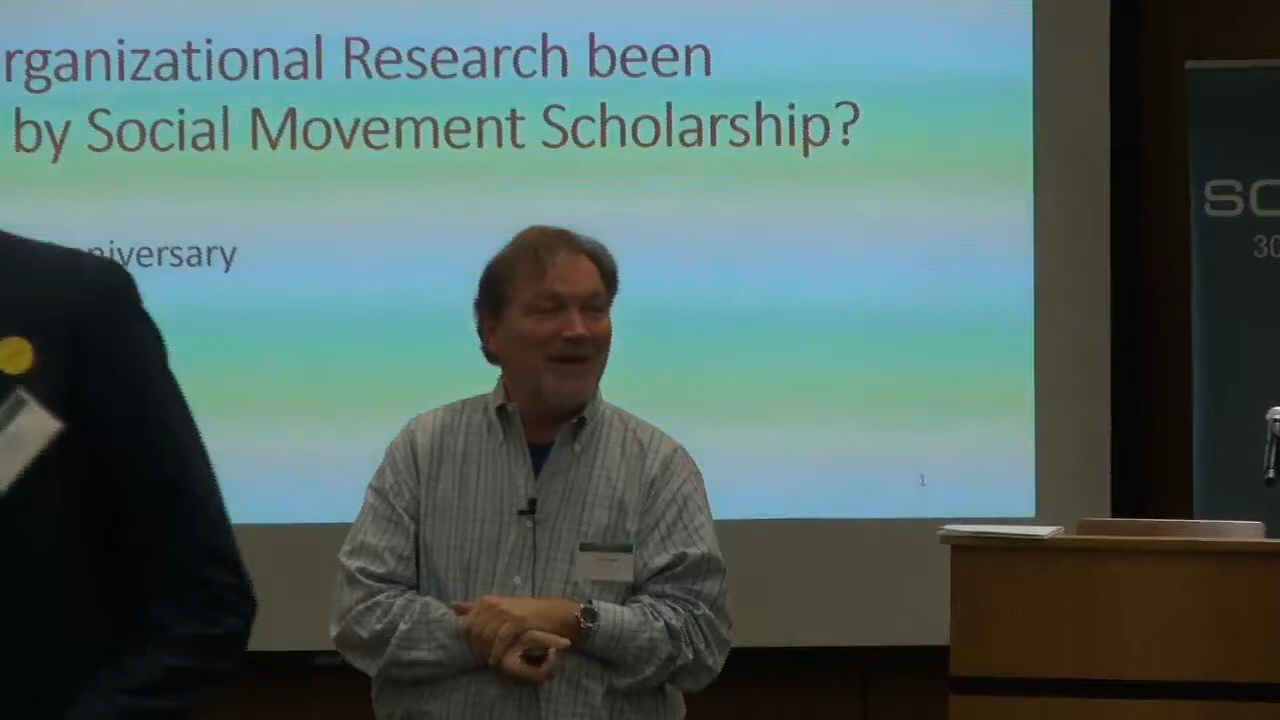 rganizational Research been
by Social Movement Scholarship?
niversary
1
SC
30